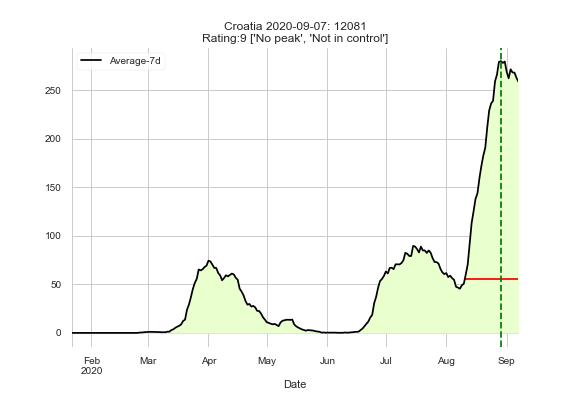 Croatia 2020-09-07: 12081
Rating:9 ['No peak', 'Not in control']
Average-7d
250
200
150
100
50
0
Feb Mar Apr May Jun Jul Aug Sep
2020
Date